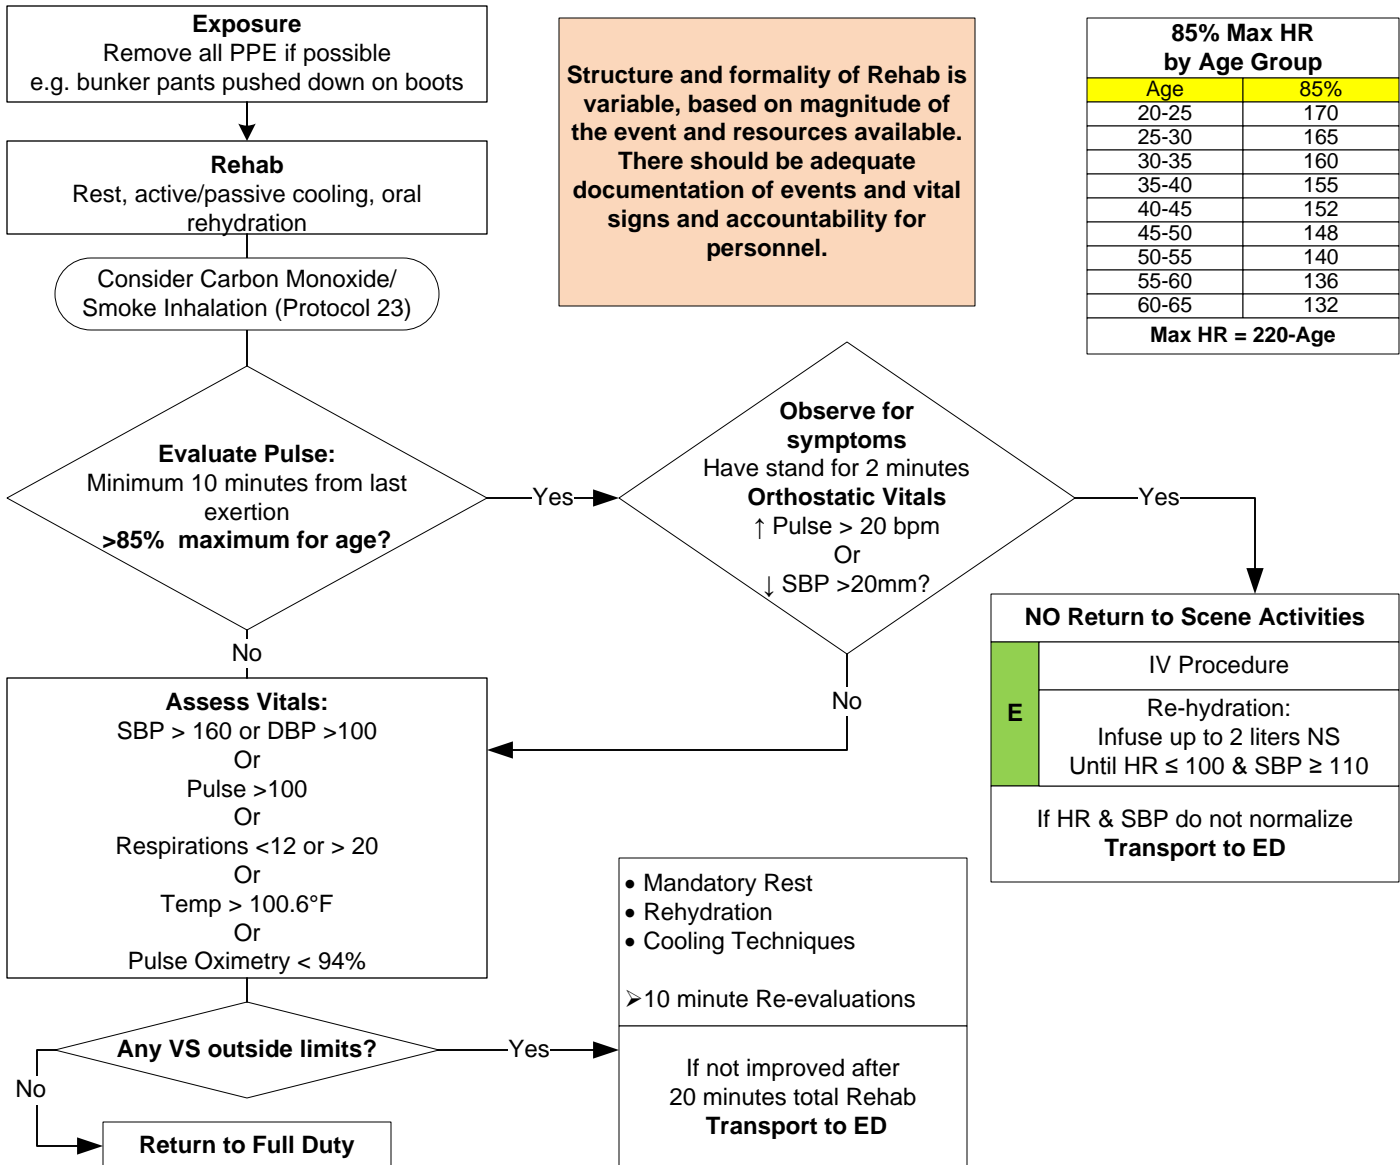 Exposure
Remove all PPE if possible
e.g. bunker pants pushed down on boots
Rehab
Rest, active/passive cooling, oral
rehydration
Consider Carbon Monoxide/
Smoke Inhalation (Protocol 23)
Structure and formality of Rehab is
variable, based on magnitude of
the event and resources available.
There should be adequate
documentation of events and vital
signs and accountability for
personnel.
85% Max HR
by Age Group
Age 85%
20-25 170
25-30 165
30-35 160
35-40 155
40-45 152
45-50 148
50-55 140
55-60 136
60-65 132
Max HR = 220-Age
Evaluate Pulse:
Minimum 10 minutes from last
exertion
>85% maximum for age?
Yes
No
Observe for
symptoms
Have stand for 2 minutes
Orthostatic Vitals
↑ Pulse > 20 bpm
Or
↓ SBP >20mm?
Yes
No
NO Return to Scene Activities
E
IV Procedure
Re-hydration:
Infuse up to 2 liters NS
Until HR ≤ 100 & SBP ≥ 110
If HR & SBP do not normalize
Transport to ED
Assess Vitals:
SBP > 160 or DBP >100
Or
Pulse >100
Or
Respirations <12 or > 20
Or
Temp > 100.6°F
Or
Pulse Oximetry < 94%
Any VS outside limits?
Yes
No
• Mandatory Rest
• Rehydration
• Cooling Techniques
➢10 minute Re-evaluations
If not improved after
20 minutes total Rehab
Transport to ED
Return to Full Duty